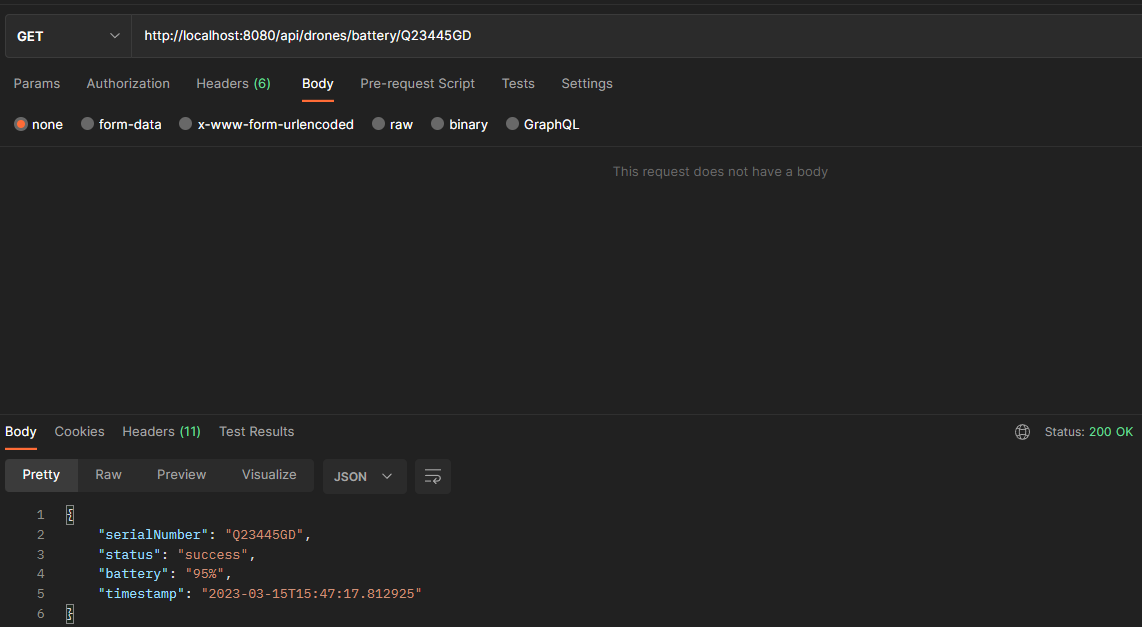 GET http://localhost:8080/api/drones/battery/Q23445GD
Params Authorization Headers (6) Body Pre-request Script Tests Settings
none form-data x-www-form-urlencoded raw binary GraphQL
This request does not have a body
Body Cookies Headers (11) Test Results Status: 200 OK
Pretty Raw Preview Visualize JSON
1 {
2 "serialNumber": "Q23445GD",
3 "status": "success",
4 "battery": "95%",
5 "timestamp": "2023-03-15T15:47:17.812925"
6 }